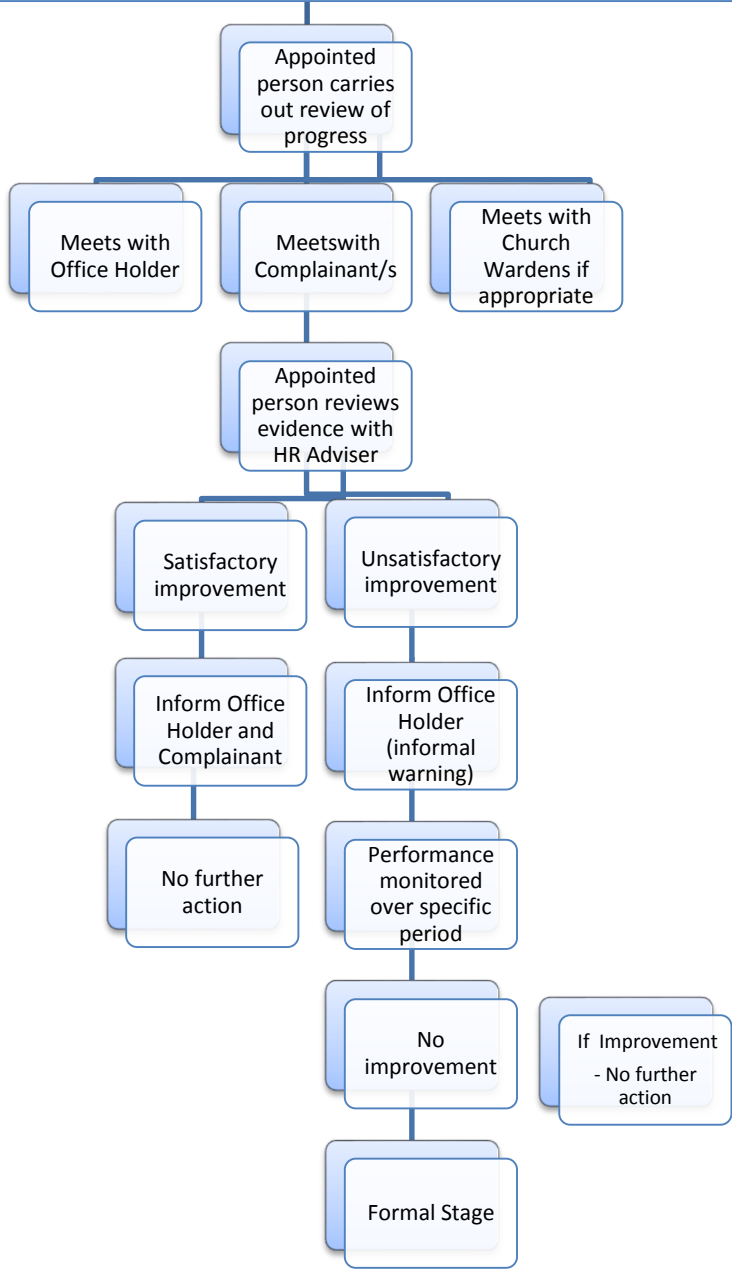 Appointed
person carries
out review of
progress
Meets with
Office Holder
Meetswith
Complainant/s
Meets with
Church
Wardens if
appropriate
Appointed
person reviews
evidence with
HR Adviser
Satisfactory
improvement
Unsatisfactory
improvement
Inform Office
Holder and
Complainant
Inform Office
Holder
(informal
warning)
No further
action
Performance
monitored
over specific
period
No
improvement
If Improvement
- No further
action
Formal Stage